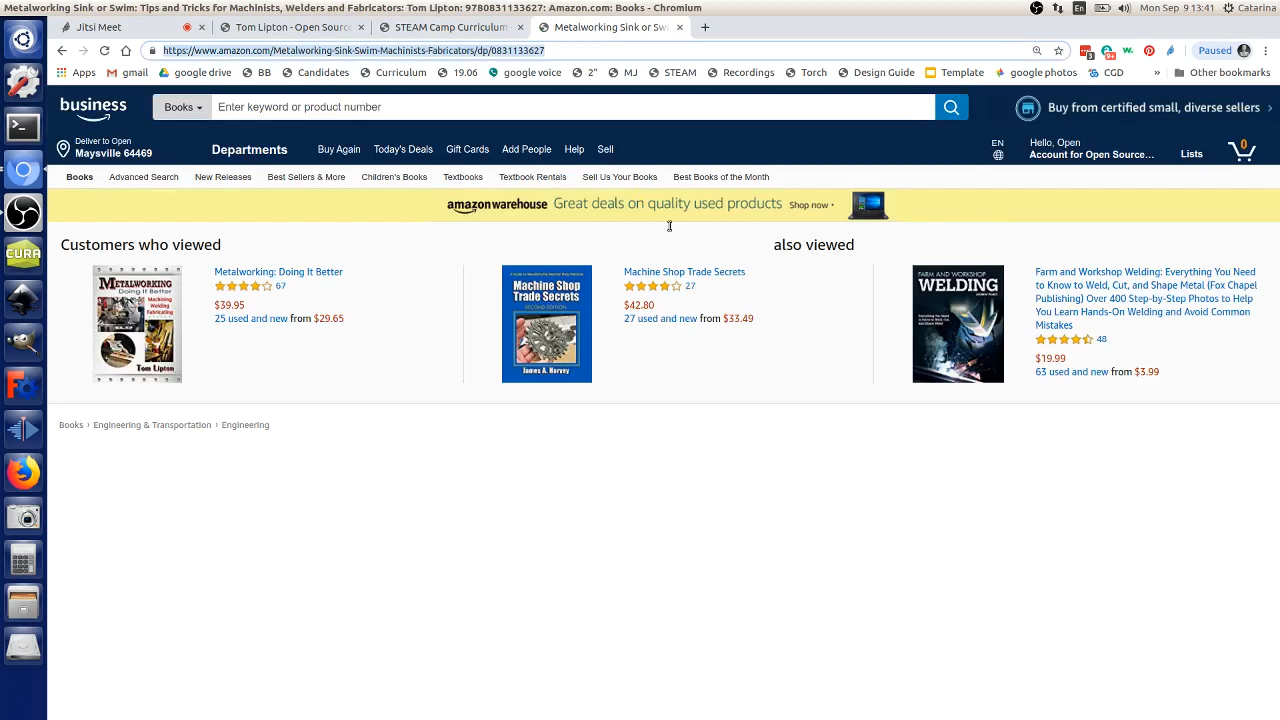 Metalworking Sink or Swim: Tips and Tricks for Machinists, Welders and Fabricators: Tom Lipton: 9780831133627: Amazon.com: Books - Chromium
En
Mon Sep 9 13:41
Catarina
Jitsi Meet
Tom Lipton - Open Sourc
STEAM Camp Curriculum
Metalworking Sink or Sw
https://www.amazon.com/Metalworking-Sink-Swim-Machinists-Fabricators/dp/0831133627
3
9+
w.
Paused
Apps
gmail
google drive
BB
Candidates
Curriculum
19.06
google voice
2"
MJ
STEAM
Recordings
Torch
Design Guide
Template
google photos
CGD
»
Other bookmarks
business
Books
Enter keyword or product number
Buy from certified small, diverse sellers
Deliver to Open
Maysville 64469
Departments
Buy Again
Today's Deals
Gift Cards
Add People
Help
Sell
EN
Hello, Open
Account for Open Source...
Lists
0
Books
Advanced Search
New Releases
Best Sellers & More
Children's Books
Textbooks
Textbook Rentals
Sell Us Your Books
Best Books of the Month
amazonwarehouse Great deals on quality used products Shop now
Customers who viewed
also viewed
METALWORKING
Doing It Better
Machining
Welding
Fabricating
Tom Lipton
Metalworking: Doing It Better
67
$39.95
25 used and new from $29.65
Machine Shop
Trade Secrets
SECOND EDITION
James A. Harvey
Machine Shop Trade Secrets
27
$42.80
27 used and new from $33.49
FARM AND WORKSHOP
WELDING
Farm and Workshop Welding: Everything You Need
to Know to Weld, Cut, and Shape Metal (Fox Chapel
Publishing) Over 400 Step-by-Step Photos to Help
You Learn Hands-On Welding and Avoid Common
Mistakes
48
$19.99
63 used and new from $3.99
Books › Engineering & Transportation › Engineering
CURA